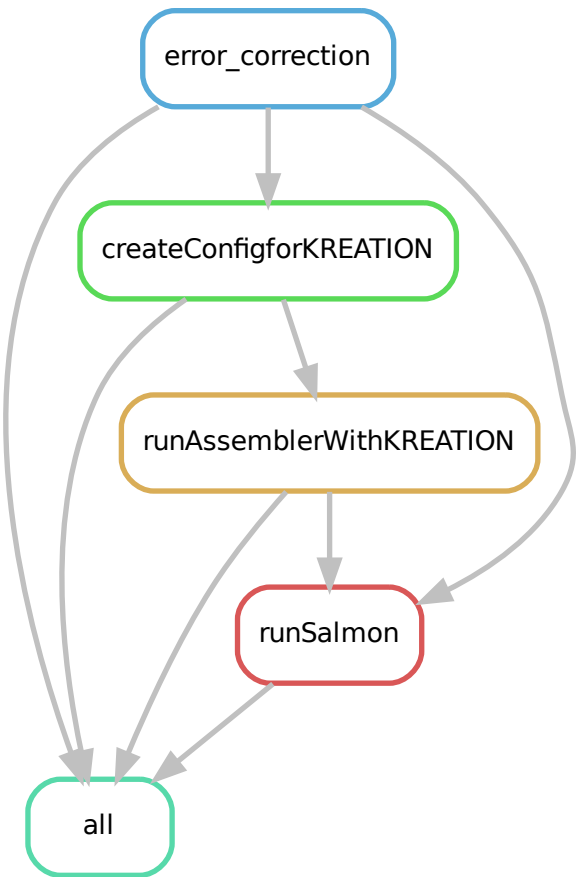 error_correction
createConfigforKREATION
runAssemblerWithKREATION
runSalmon
all